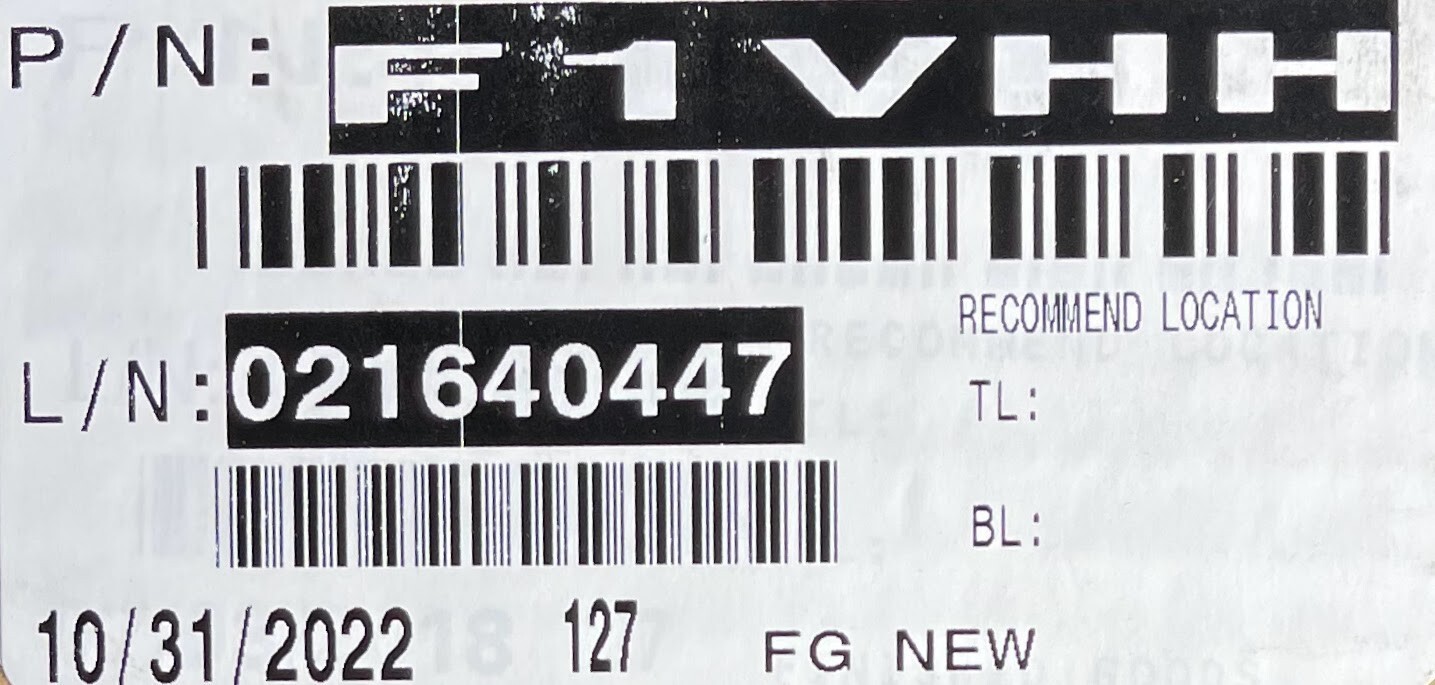 P/N: F1VHH
RECOMMEND LOCATION
L/N: 021640447
TL:
BL:
10/31/2022 127 FG NEW